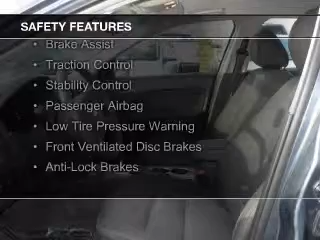 SAFETY FEATURES
• Brake Assist
• Traction Control
• Stability Control
• Passenger Airbag
• Low Tire Pressure Warning
• Front Ventilated Disc Brakes
• Anti-Lock Brakes